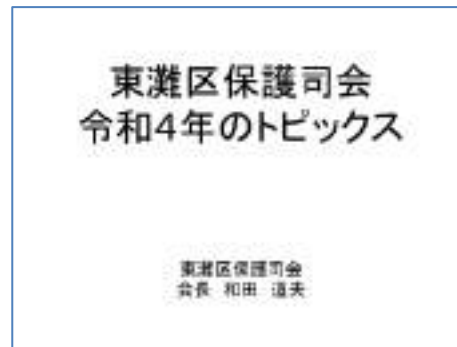 東灘区保護司会
令和4年のトピックス
東灘区保護司会
会長 和田 道夫